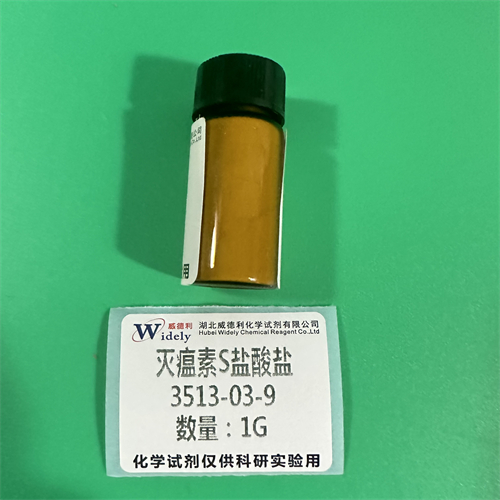 用
Widely 威德利 湖北威德利化学试剂有限公司
Hubei Widely Chemical Reagent Co.,Ltd
灭瘟素S盐酸盐
3513-03-9
数量：1G
化学试剂仅供科研实验用